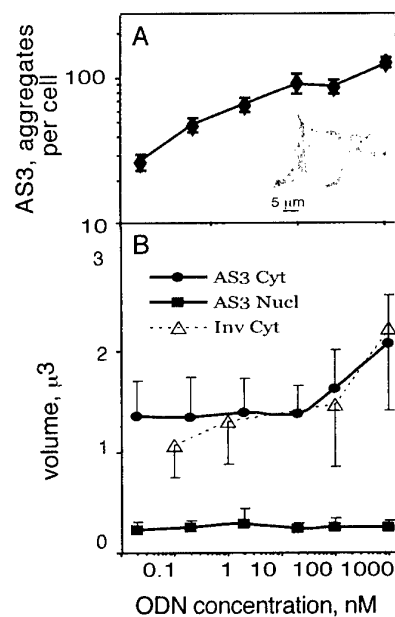 A
AS3, aggregates
per cell
100
10
5 μm
B
3
AS3 Cyt
AS3 Nucl
Inv Cyt
2
volume, μ3
1
0
0.1 1 10 100 1000
ODN concentration, nM